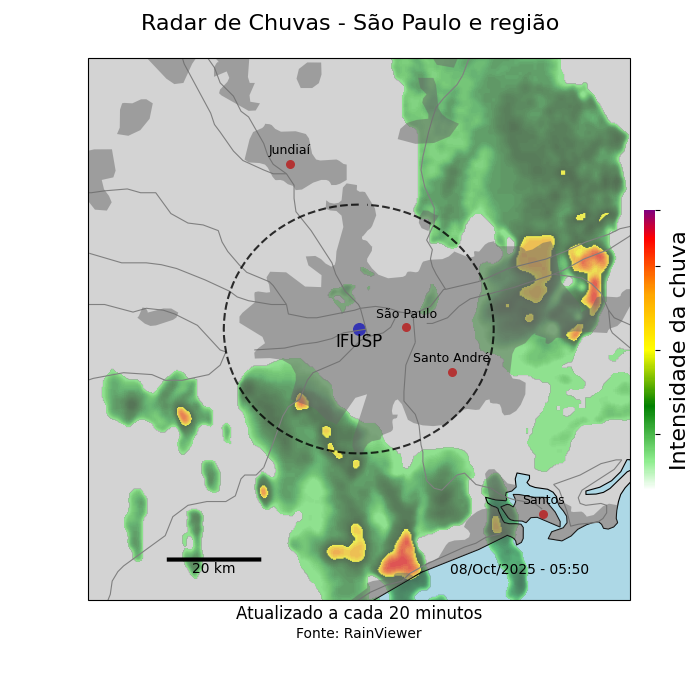 Radar de Chuvas - São Paulo e região
Jundiaí
São Paulo
IFUSP
Santo André
Santos
20 km
08/Oct/2025 - 05:50
Intensidade da chuva
Atualizado a cada 20 minutos
Fonte: RainViewer